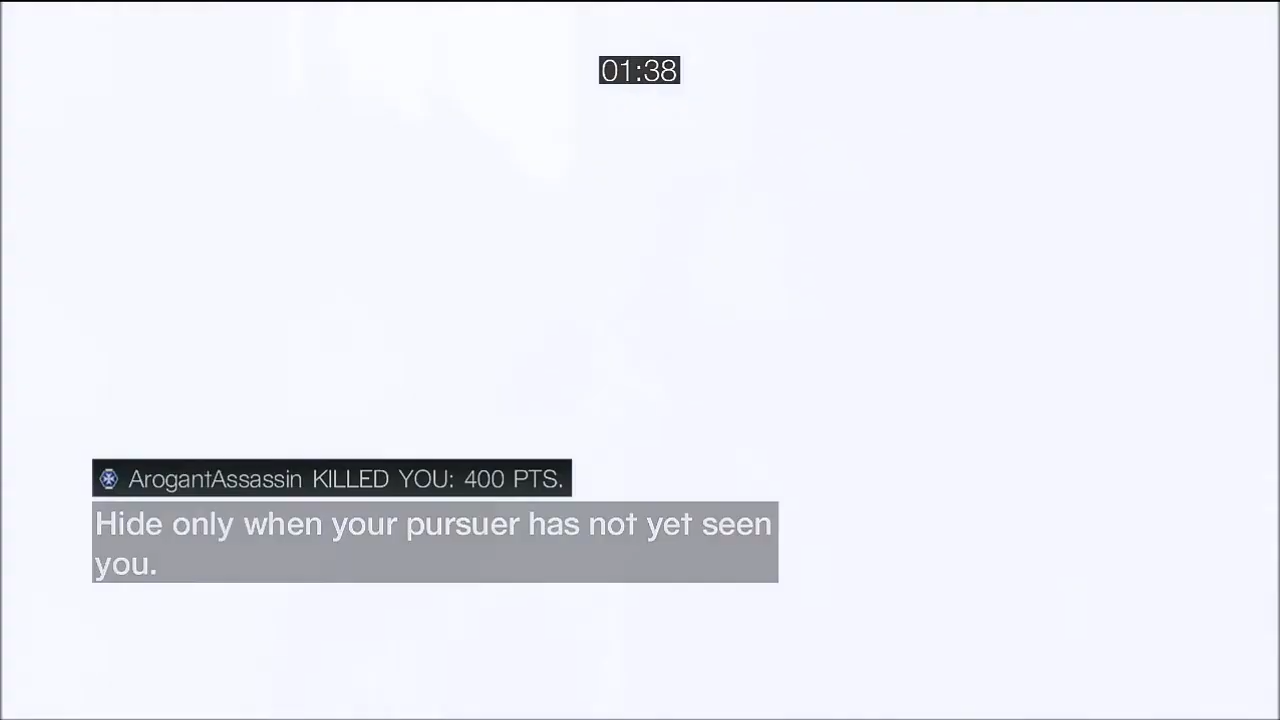 01:38
ArogantAssassin KILLED YOU: 400 PTS.
Hide only when your pursuer has not yet seen
you.